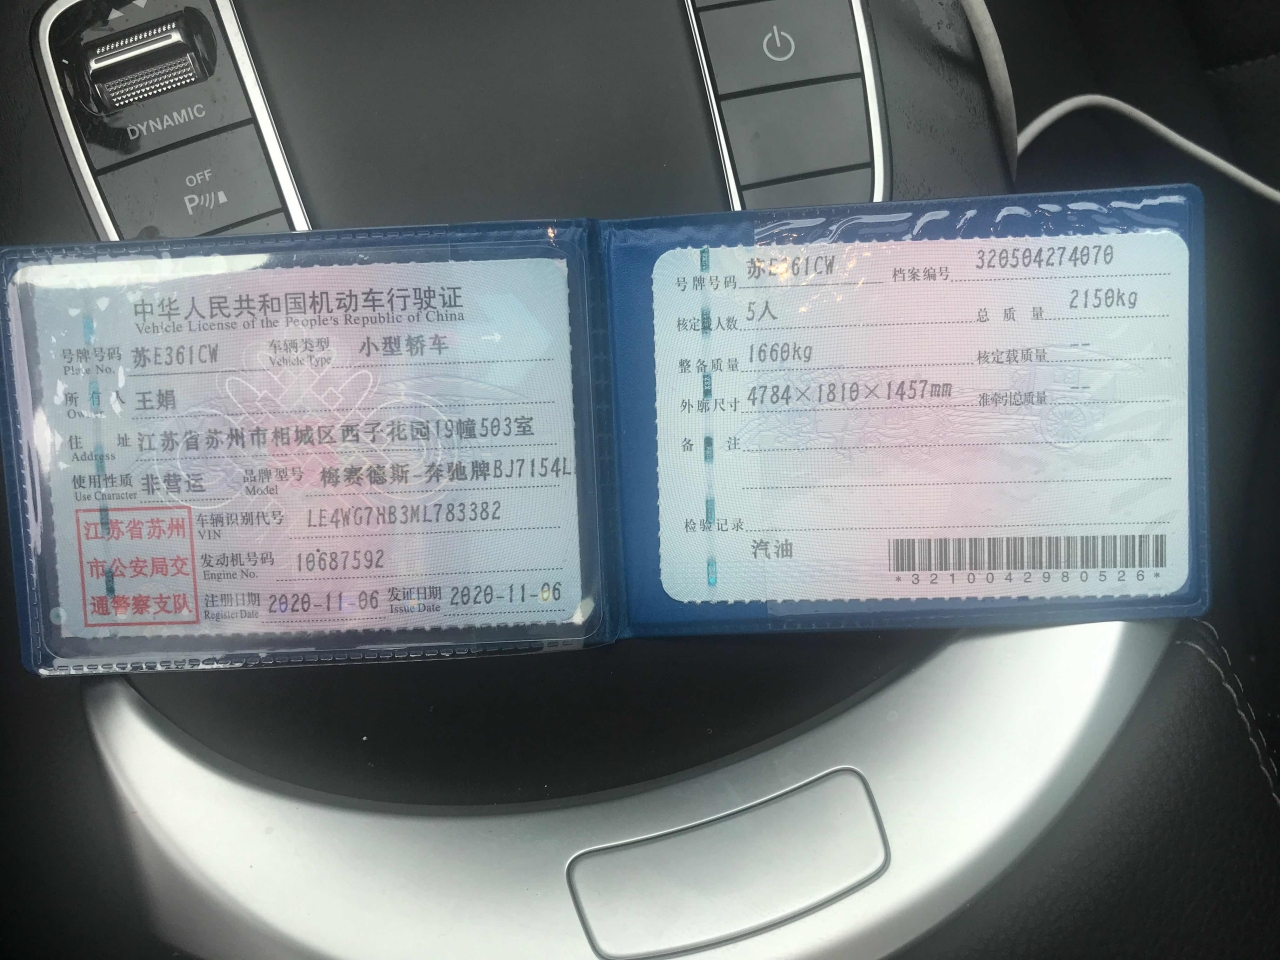 DYNAMIC
OFF
P
中华人民共和国机动车行驶证
Vehicle License of the People's Republic of China
号牌号码 苏E361CW 车辆类型 小型轿车
Plate No. Vehicle Type
所有人 王娟
Owner
住址 江苏省苏州市相城区西子花园19幢503室
Address
使用性质 非营运 品牌型号 梅赛德斯-奔驰牌BJ7154L
Use Character Model
江苏省苏州
市公安局交
通警察支队
车辆识别代号 LE4WG7HB3ML783382
VIN
发动机号码 10687592
Engine No.
注册日期 2020-11-06 发证日期 2020-11-06
Register Date Issue Date
号牌号码 苏E361CW 档案编号 320504274070
核定载人数 5人 总质量 2150kg
整备质量 1660kg 核定载质量 --
外廓尺寸 4784×1810×1457mm 准牵引总质量 --
备注
检验记录
汽油
*3210042980526*